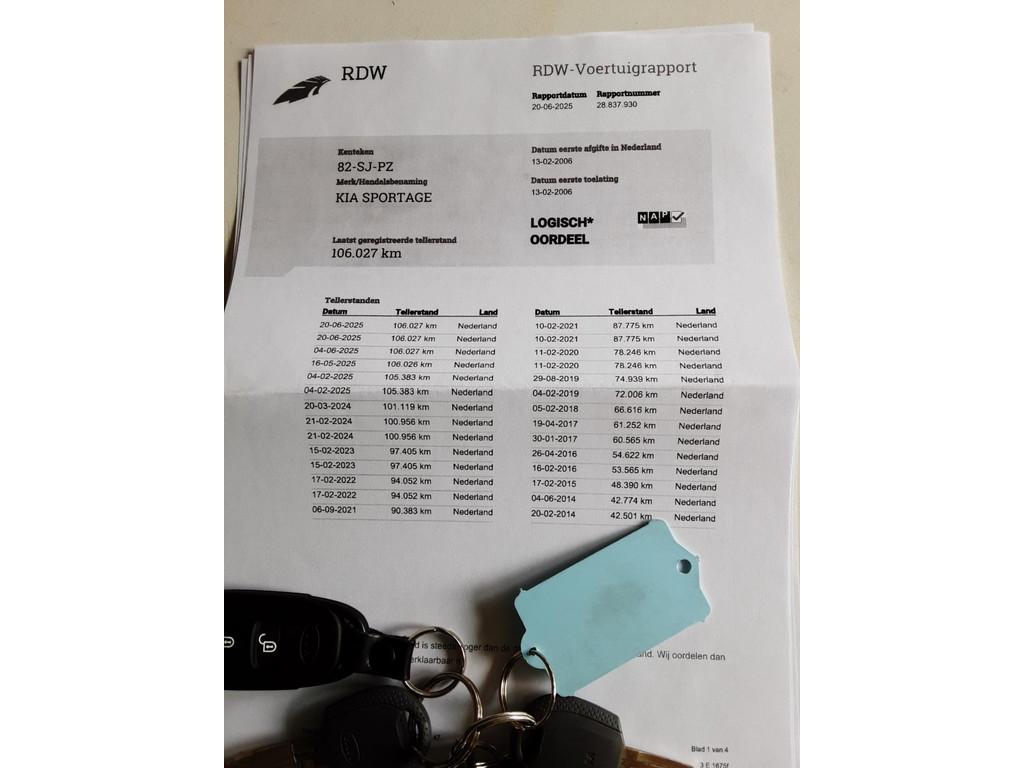 RDW
RDW-Voertuigrapport
Rapportdatum Rapportnummer
20-06-2025 28.837.930
Kenteken
82-SJ-PZ
Merk/Handelsbenaming
KIA SPORTAGE
Laatst geregistreerde tellerstand
106.027 km
Datum eerste afgifte in Nederland
13-02-2006
Datum eerste toelating
13-02-2006
LOGISCH*
OORDEEL
NAP
Tellerstanden
Datum Tellerstand Land
20-06-2025 106.027 km Nederland
20-06-2025 106.027 km Nederland
04-06-2025 106.027 km Nederland
16-05-2025 106.026 km Nederland
04-02-2025 105.383 km Nederland
04-02-2025 105.383 km Nederland
20-03-2024 101.119 km Nederland
21-02-2024 100.956 km Nederland
21-02-2024 100.956 km Nederland
15-02-2023 97.405 km Nederland
15-02-2023 97.405 km Nederland
17-02-2022 94.052 km Nederland
17-02-2022 94.052 km Nederland
06-09-2021 90.383 km Nederland
Datum Tellerstand Land
10-02-2021 87.775 km Nederland
10-02-2021 87.775 km Nederland
11-02-2020 78.246 km Nederland
11-02-2020 78.246 km Nederland
29-08-2019 74.939 km Nederland
04-02-2019 72.006 km Nederland
05-02-2018 66.616 km Nederland
19-04-2017 61.252 km Nederland
30-01-2017 60.565 km Nederland
26-04-2016 54.622 km Nederland
16-02-2016 53.565 km Nederland
17-02-2015 48.390 km Nederland
04-06-2014 42.774 km Nederland
20-02-2014 42.501 km Nederland
is dan de Wij oordelen dan
Blad 1 van 4
3 E 1675f